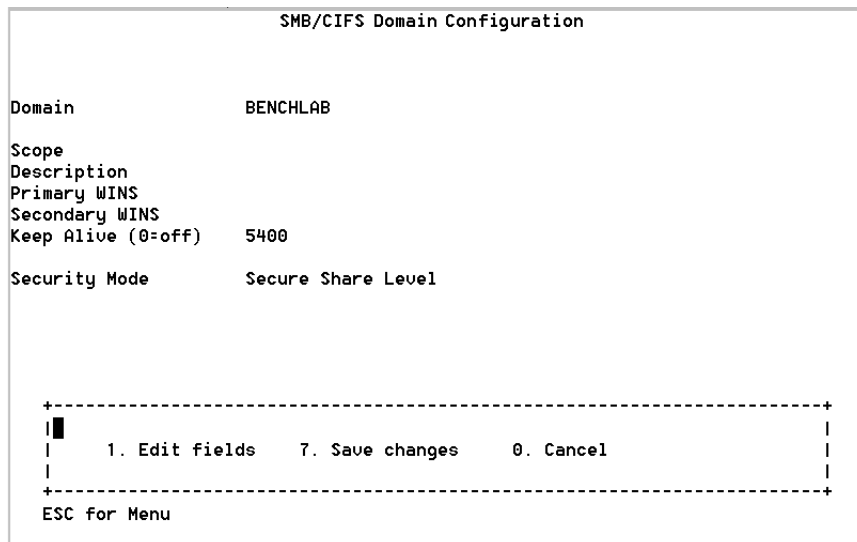 SMB/CIFS Domain Configuration
Domain BENCHLAB
Scope
Description
Primary WINS
Secondary WINS
Keep Alive (0=off) 5400
Security Mode Secure Share Level
1. Edit fields 7. Save changes 0. Cancel
ESC for Menu